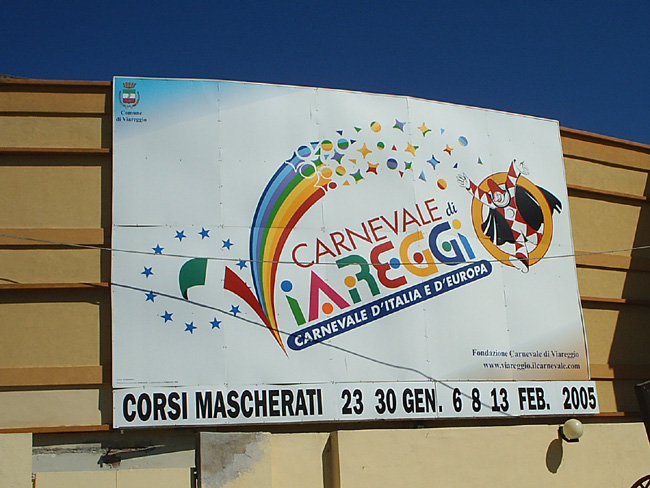 Comune
di Viareggio
CARNEVALE di
VIAREGGIO
CARNEVALE D'ITALIA E D'EUROPA
Fondazione Carnevale di Viareggio
www.viareggio.ilcarnevale.com
CORSI MASCHERATI 23 30 GEN. 6 8 13 FEB. 2005